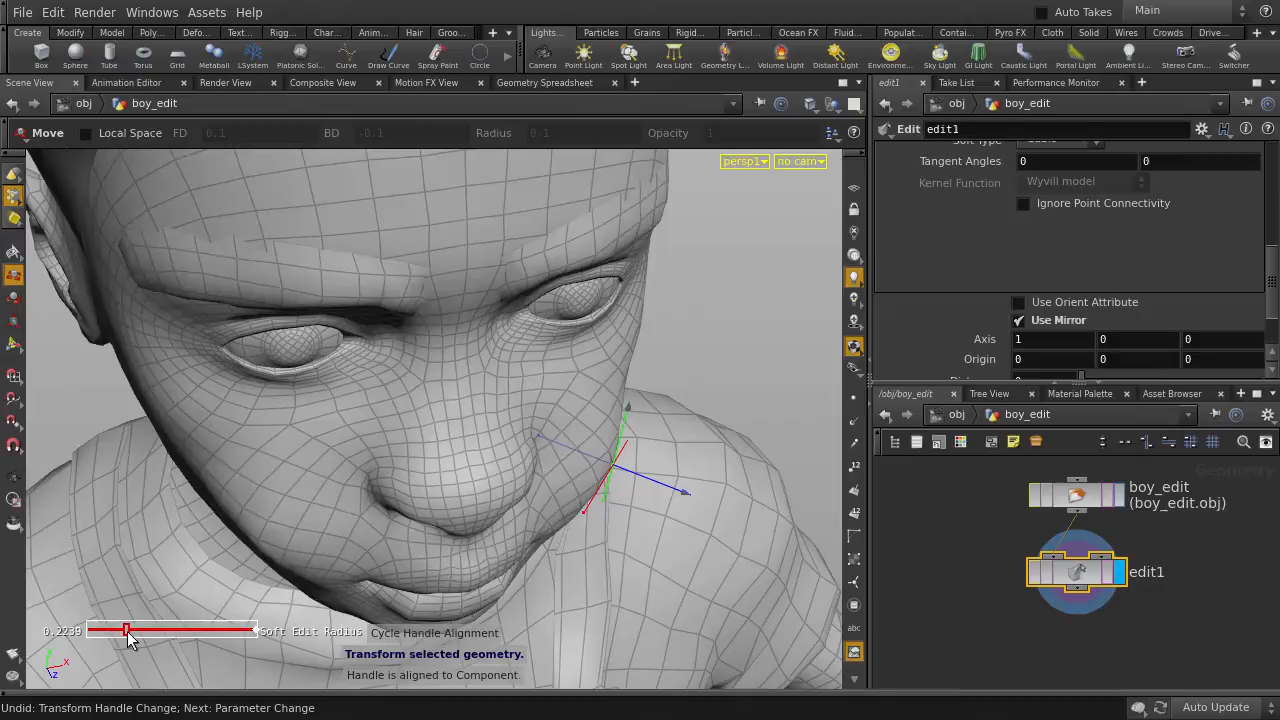 File Edit Render Windows Assets Help
Auto Takes Main
Create Modify Model Poly... Defo... Text... Rigg... Char... Anim... Hair Groo...
Lights... Particles Grains Rigid... Particl... Ocean FX Fluid... Populat... Contai... Pyro FX Cloth Solid Wires Crowds Drive...
Box Sphere Tube Torus Grid Metaball LSystem Platonic Sol... Curve Draw Curve Spray Paint Circle
Camera Point Light Spot Light Area Light Geometry L... Volume Light Distant Light Environme... Sky Light GI Light Caustic Light Portal Light Ambient Li... Stereo Cam... Switcher
Scene View Animation Editor Render View Composite View Motion FX View Geometry Spreadsheet
edit1 Take List Performance Monitor
obj boy_edit
obj boy_edit
Move Local Space FD 0.1 BD -0.1 Radius 0.1 Opacity 1
Edit edit1
persp1 no cam
Tangent Angles 0 0
Kernel Function Wyvill model
Ignore Point Connectivity
Use Orient Attribute
Use Mirror
Axis 1 0 0
Origin 0 0 0
/obj/boy_edit Tree View Material Palette Asset Browser
obj boy_edit
12
12
12
abc
Geometry
boy_edit
(boy_edit.obj)
edit1
0.2239 Soft Edit Radius
Cycle Handle Alignment
Transform selected geometry.
Handle is aligned to Component.
x
z
Undid: Transform Handle Change; Next: Parameter Change
Auto Update